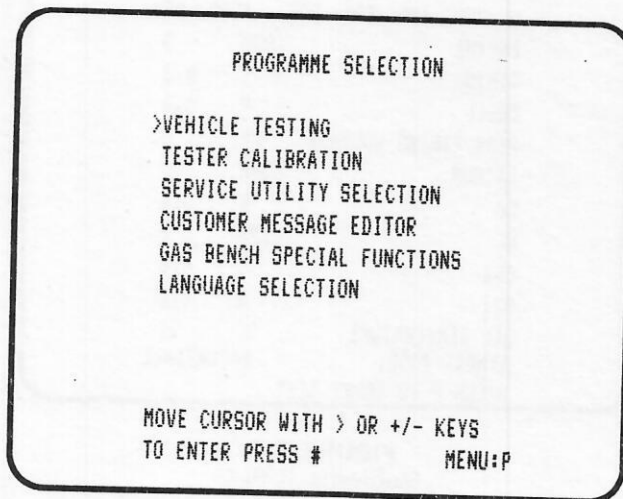 PROGRAMME SELECTION
>VEHICLE TESTING
TESTER CALIBRATION
SERVICE UTILITY SELECTION
CUSTOMER MESSAGE EDITOR
GAS BENCH SPECIAL FUNCTIONS
LANGUAGE SELECTION
MOVE CURSOR WITH > OR +/- KEYS
TO ENTER PRESS # MENU:P